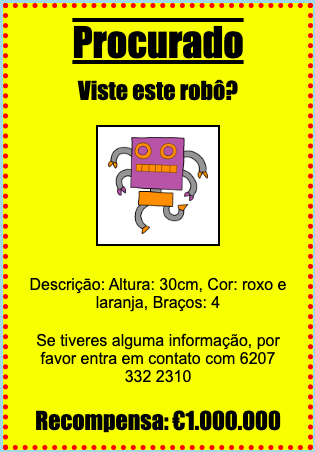 Procurado
Viste este robô?
Descrição: Altura: 30cm, Cor: roxo e
laranja, Braços: 4
Se tiveres alguma informação, por
favor entra em contato com 6207
332 2310
Recompensa: €1.000.000